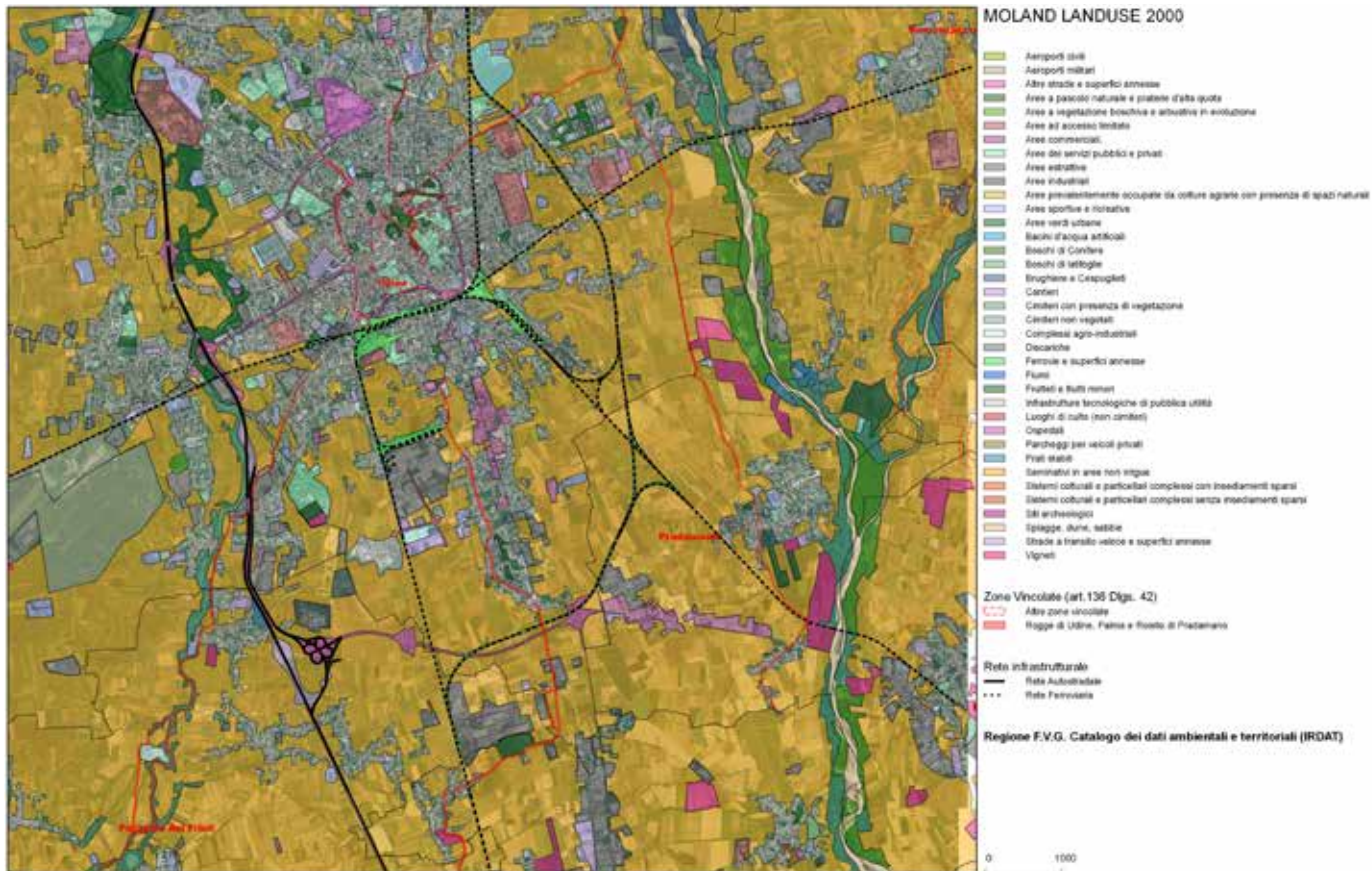 MOLAND LANDUSE 2000
Aeroporti civili
Aeroporti militari
Altre strade e superfici annesse
Aree a pascolo naturale e praterie d'alta quota
Aree a vegetazione boschiva e arbustiva in evoluzione
Aree ad accesso limitato
Aree commerciali.
Aree dei servizi pubblici e privati
Aree estrattive
Aree industriali
Aree prevalentemente occupate da colture agrarie con presenza di spazi naturali
Aree sportive e ricreative
Aree verdi urbane
Bacini d'acqua artificiali
Boschi di Conifere
Boschi di latifoglie
Brughiere e Cespuglieti
Cantieri
Cimiteri con presenza di vegetazione
Cimiteri non vegetati
Complessi agro-industriali
Discariche
Ferrovie e superfici annesse
Fiumi
Frutteti e frutti minori
Infrastrutture tecnologiche di pubblica utilità
Luoghi di culto (non cimiteri)
Ospedali
Parcheggi per veicoli privati
Prati stabili
Seminativi in aree non irrigue
Sistemi colturali e particellari complessi con insediamenti sparsi
Sistemi colturali e particellari complessi senza insediamenti sparsi
Siti archeologici
Spiagge, dune, sabbie
Strade a transito veloce e superfici annesse
Vigneti
Zone Vincolate (art.136 Dlgs. 42)
Altre zone vincolate
Rogge di Udine, Palma e Roiello di Pradamano
Rete infrastrutturale
Rete Autostradale
Rete Ferroviaria
Regione F.V.G. Catalogo dei dati ambientali e territoriali (IRDAT)
0 1000
Udine
Pradamano